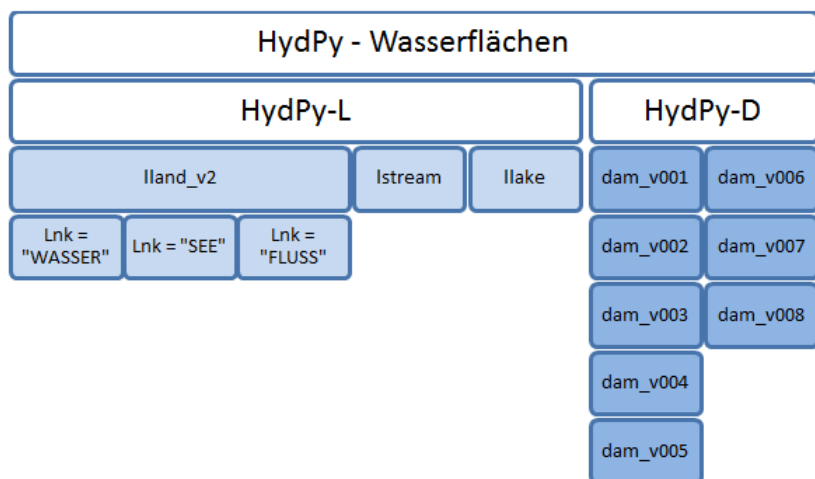 HydPy - Wasserflächen
HydPy-L
HydPy-D
lland_v2
lstream
llake
dam_v001
dam_v006
Lnk =
"WASSER"
Lnk = "SEE"
Lnk =
"FLUSS"
dam_v002
dam_v007
dam_v003
dam_v008
dam_v004
dam_v005